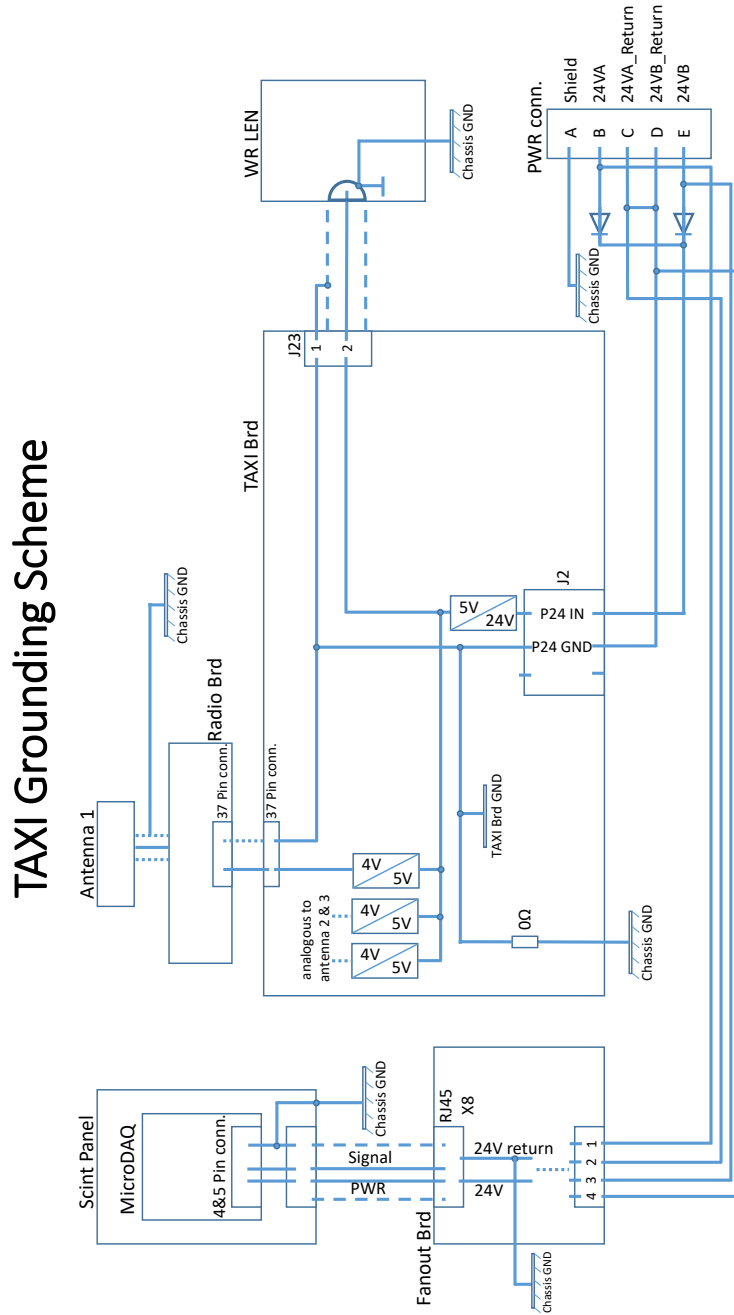 TAXI Grounding Scheme
Scint Panel
MicroDAQ
4&5 Pin conn.
Chassis GND
Signal
PWR
Fanout Brd
RJ45
X8
24V return
24V
1
2
3
4
Chassis GND
Antenna 1
Chassis GND
Radio Brd
37 Pin conn.
37 Pin conn.
TAXI Brd
analogous to
antenna 2 & 3
4V
5V
4V
5V
4V
5V
5V
24V
TAXI Brd GND
0Ω
Chassis GND
J2
P24 IN
P24 GND
J23
1
2
WR LEN
Chassis GND
PWR conn.
A
B
C
D
E
Shield
24VA
24VA_Return
24VB_Return
24VB
Chassis GND